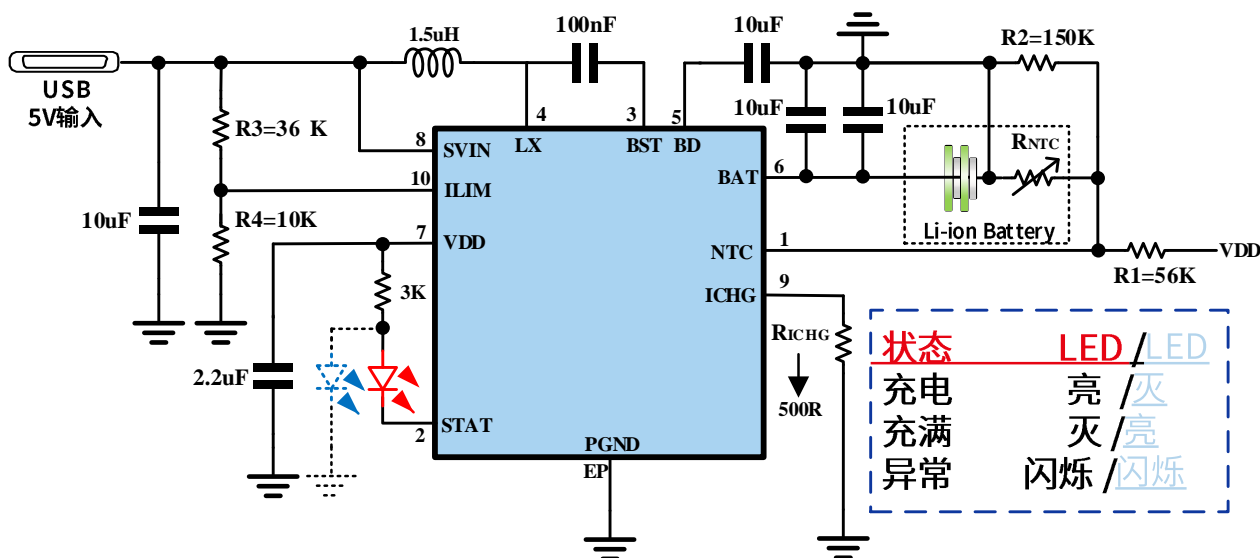 1.5uH
100nF
10uF
R2=150K
USB
5V输入
R3=36 K
4
3
5
10uF
10uF
8
SVIN
LX
BST
BD
RNTC
6
BAT
10
ILIM
10uF
R4=10K
7
VDD
Li-ion Battery
NTC
1
VDD
R1=56K
3K
ICHG
9
RICHG
500R
2.2uF
2
STAT
PGND
EP
状态 LED /LED
充电 亮 /灭
充满 灭 /亮
异常 闪烁 /闪烁